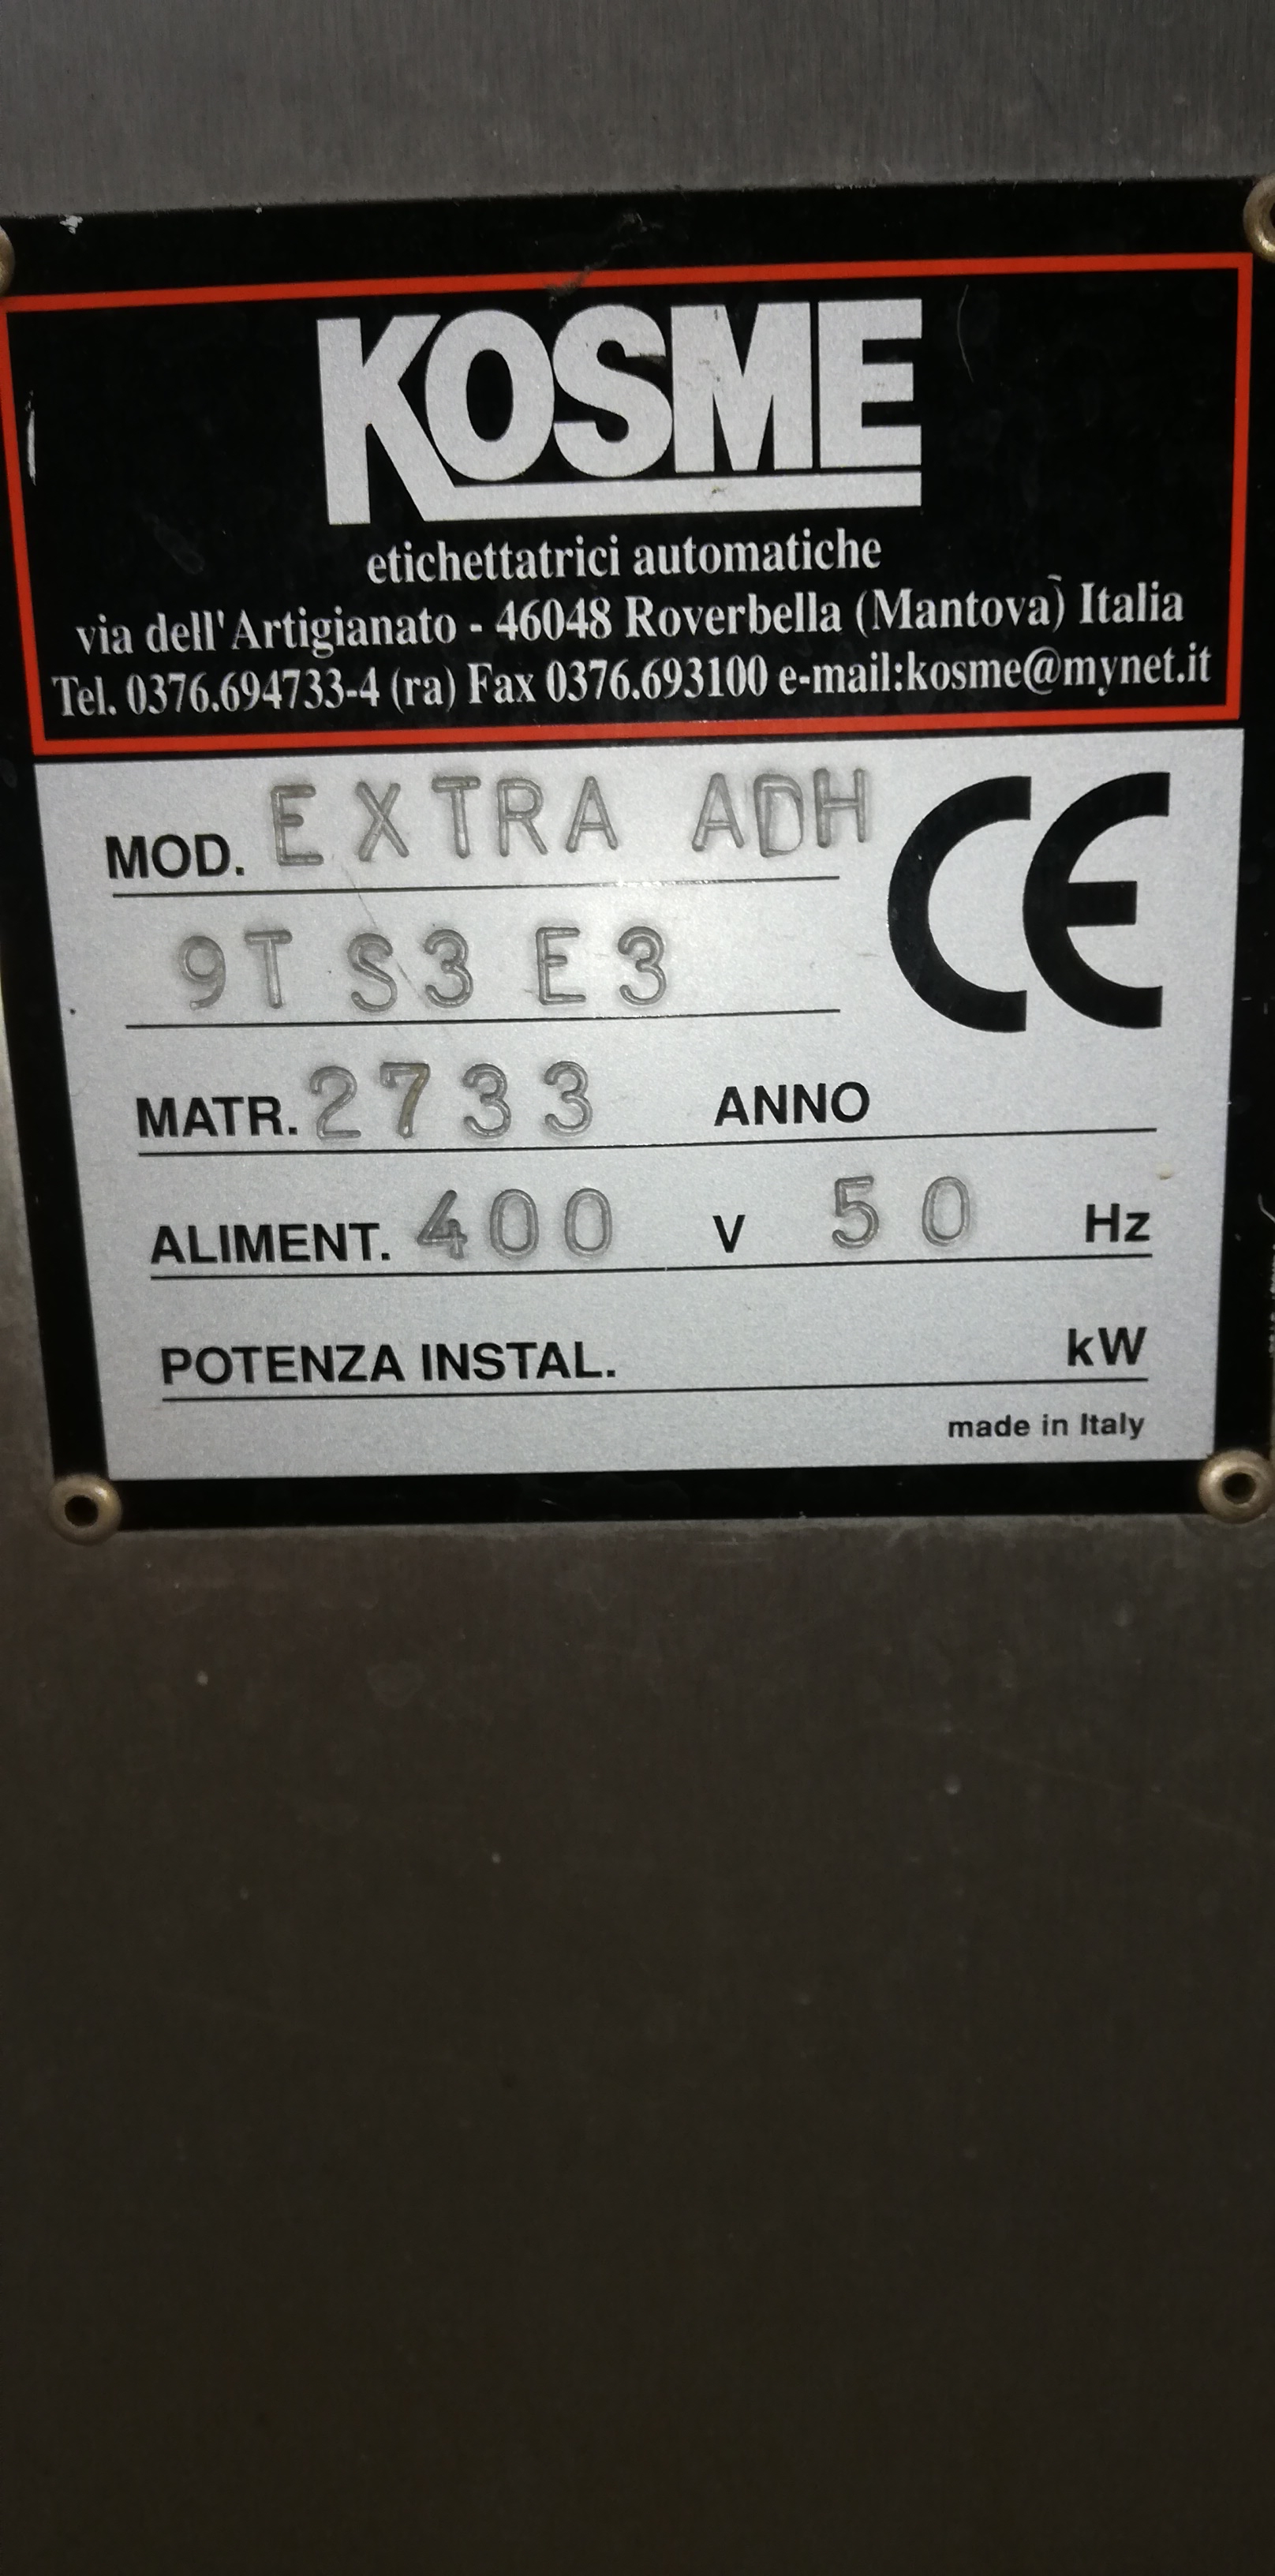 KOSME
etichettatrici automatiche
via dell'Artigianato - 46048 Roverbella (Mantova) Italia
Tel. 0376.694733-4 (ra) Fax 0376.693100 e-mail:kosme@mynet.it
MOD. EXTRA ADH
9T S3 E3
CE
MATR. 2733 ANNO
ALIMENT. 400 V 50 Hz
POTENZA INSTAL. kW
made in Italy